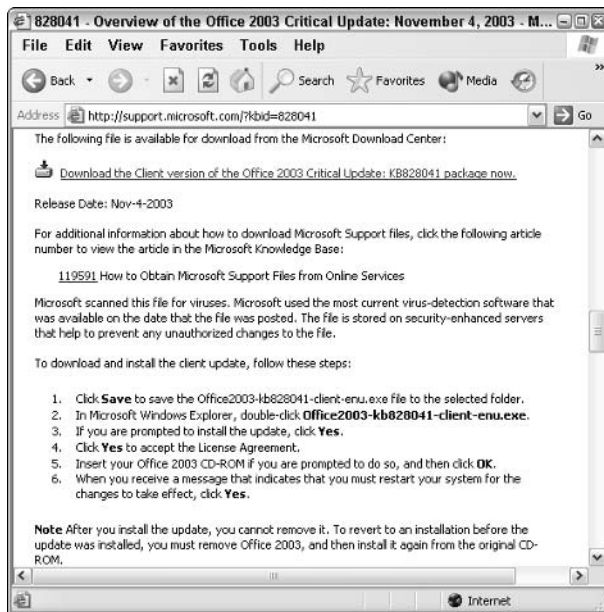 828041 - Overview of the Office 2003 Critical Update: November 4, 2003 - M...
File Edit View Favorites Tools Help
Back Search Favorites Media
Address http://support.microsoft.com/?kbid=828041 Go
The following file is available for download from the Microsoft Download Center:
Download the Client version of the Office 2003 Critical Update: KB828041 package now.
Release Date: Nov-4-2003
For additional information about how to download Microsoft Support files, click the following article
number to view the article in the Microsoft Knowledge Base:
119591 How to Obtain Microsoft Support Files from Online Services
Microsoft scanned this file for viruses. Microsoft used the most current virus-detection software that
was available on the date that the file was posted. The file is stored on security-enhanced servers
that help to prevent any unauthorized changes to the file.
To download and install the client update, follow these steps:
1. Click Save to save the Office2003-kb828041-client-enu.exe file to the selected folder.
2. In Microsoft Windows Explorer, double-click Office2003-kb828041-client-enu.exe.
3. If you are prompted to install the update, click Yes.
4. Click Yes to accept the License Agreement.
5. Insert your Office 2003 CD-ROM if you are prompted to do so, and then click OK.
6. When you receive a message that indicates that you must restart your system for the
changes to take effect, click Yes.
Note After you install the update, you cannot remove it. To revert to an installation before the
update was installed, you must remove Office 2003, and then install it again from the original CD-
ROM.
Internet